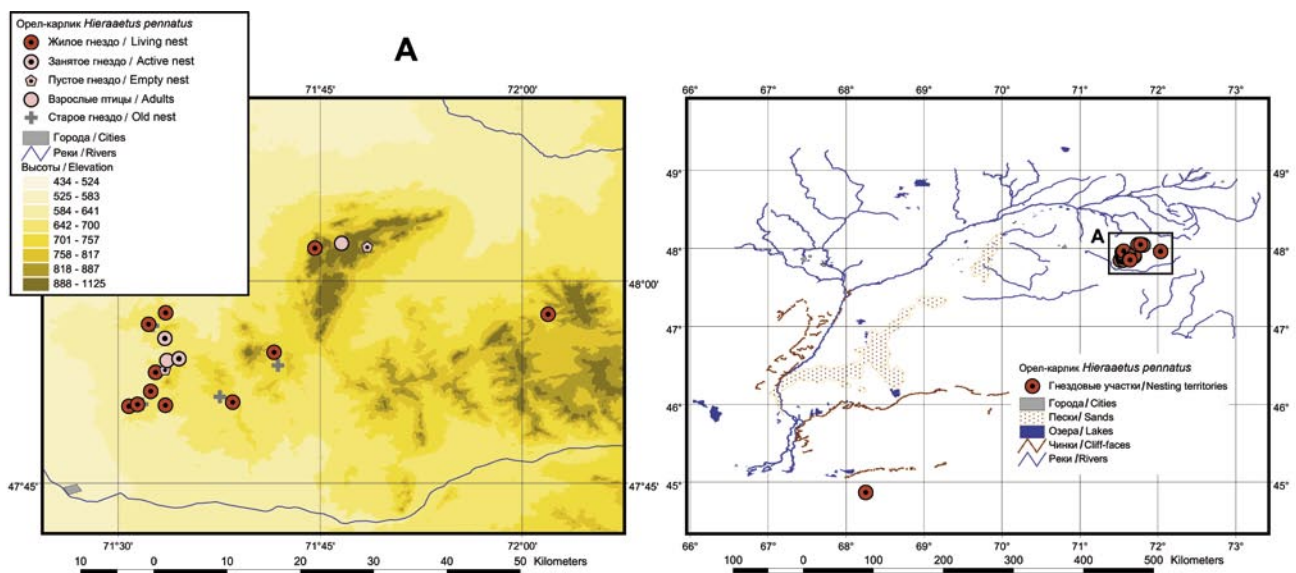 Орел-карлик Hieraaetus pennatus
Жилое гнездо / Living nest
Занятое гнездо / Active nest
Пустое гнездо / Empty nest
Взрослые птицы / Adults
Старое гнездо / Old nest
Города / Cities
Реки / Rivers
Высоты / Elevation
434 - 524
525 - 583
584 - 641
642 - 700
701 - 757
758 - 817
818 - 887
888 - 1125
A
71°45' 72°00'
48°00'
47°45' 47°45'
71°30' 71°45' 72°00'
10 0 10 20 30 40 50 Kilometers
66° 67° 68° 69° 70° 71° 72° 73°
49° 49°
A
48° 48°
47° 47°
46° 46°
45° 45°
Орел-карлик Hieraaetus pennatus
Гнездовые участки/Nesting territories
Города/Cities
Пески/Sands
Озера/Lakes
Чинки/Cliff-faces
Реки/Rivers
66° 67° 68° 69° 70° 71° 72° 73°
100 0 100 200 300 400 500 Kilometers